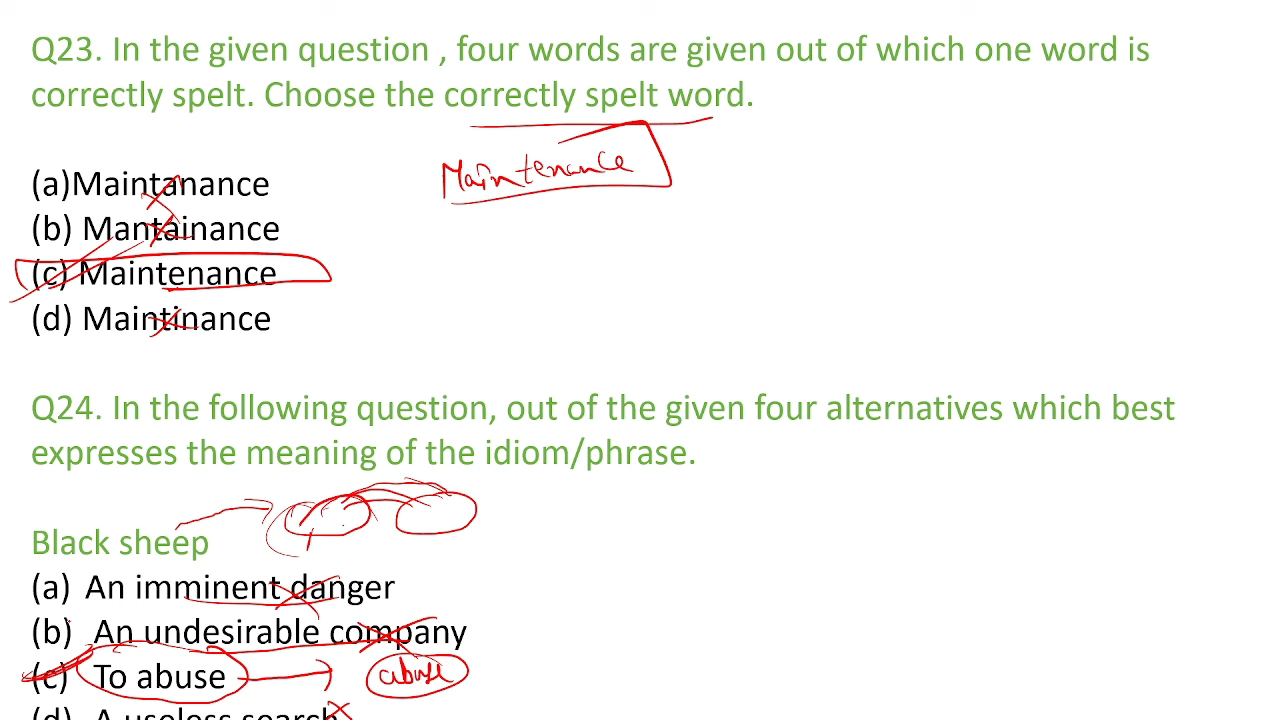 Q23. In the given question , four words are given out of which one word is
correctly spelt. Choose the correctly spelt word.
Maintenance
(a)Maintanance
(b) Mantainance
(c) Maintenance
(d) Maintinance
Q24. In the following question, out of the given four alternatives which best
expresses the meaning of the idiom/phrase.
Black sheep
(a) An imminent danger
(b) An undesirable company
(c) To abuse
abuse
(d) A useless search